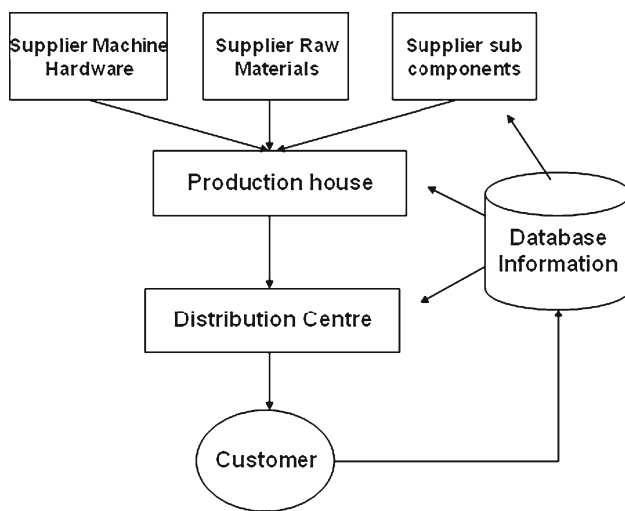 Supplier Machine
Hardware
Supplier Raw
Materials
Supplier sub
components
Production house
Database
Information
Distribution Centre
Customer